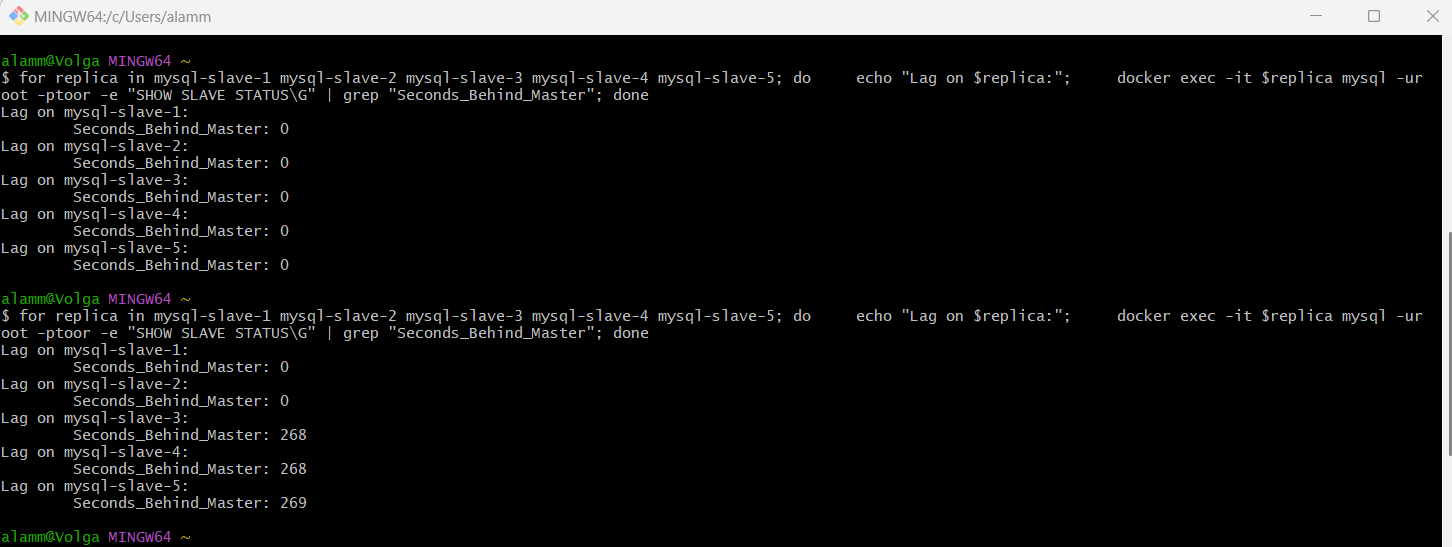 MINGW64:/c/Users/alamm
alamm@Volga MINGW64 ~
$ for replica in mysql-slave-1 mysql-slave-2 mysql-slave-3 mysql-slave-4 mysql-slave-5; do     echo "Lag on $replica:";     docker exec -it $replica mysql -ur
oot -ptoor -e "SHOW SLAVE STATUS\G" | grep "Seconds_Behind_Master"; done
Lag on mysql-slave-1:
        Seconds_Behind_Master: 0
Lag on mysql-slave-2:
        Seconds_Behind_Master: 0
Lag on mysql-slave-3:
        Seconds_Behind_Master: 0
Lag on mysql-slave-4:
        Seconds_Behind_Master: 0
Lag on mysql-slave-5:
        Seconds_Behind_Master: 0
alamm@Volga MINGW64 ~
$ for replica in mysql-slave-1 mysql-slave-2 mysql-slave-3 mysql-slave-4 mysql-slave-5; do     echo "Lag on $replica:";     docker exec -it $replica mysql -ur
oot -ptoor -e "SHOW SLAVE STATUS\G" | grep "Seconds_Behind_Master"; done
Lag on mysql-slave-1:
        Seconds_Behind_Master: 0
Lag on mysql-slave-2:
        Seconds_Behind_Master: 0
Lag on mysql-slave-3:
        Seconds_Behind_Master: 268
Lag on mysql-slave-4:
        Seconds_Behind_Master: 268
Lag on mysql-slave-5:
        Seconds_Behind_Master: 269
alamm@Volga MINGW64 ~